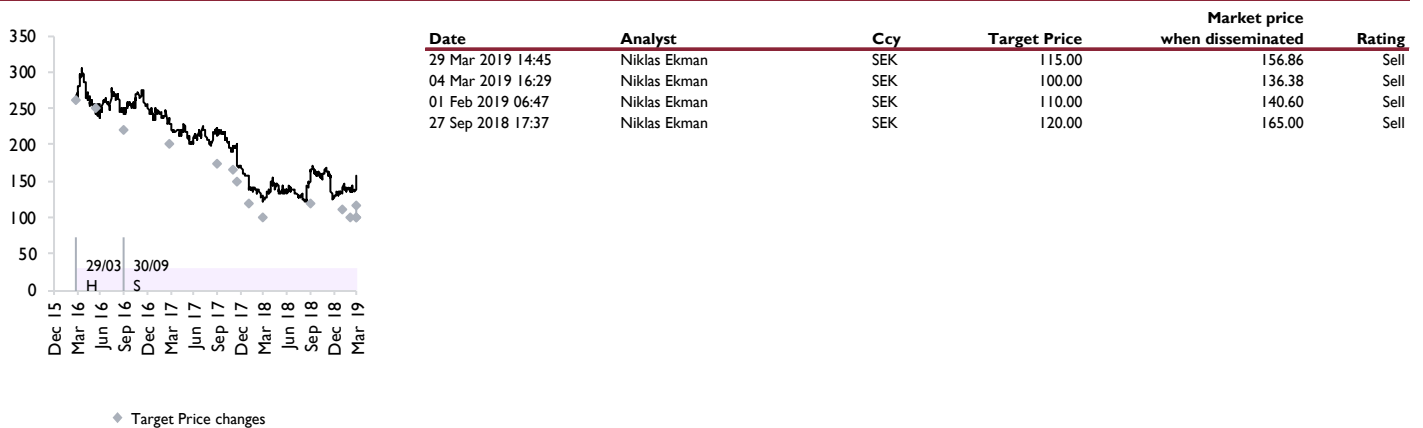 Market price
Date Analyst Ccy Target Price when disseminated Rating
29 Mar 2019 14:45 Niklas Ekman SEK 115.00 156.86 Sell
04 Mar 2019 16:29 Niklas Ekman SEK 100.00 136.38 Sell
01 Feb 2019 06:47 Niklas Ekman SEK 110.00 140.60 Sell
27 Sep 2018 17:37 Niklas Ekman SEK 120.00 165.00 Sell
350
300
250
200
150
100
50
0
29/03 30/09
H S
Dec 15
Mar 16
Jun 16
Sep 16
Dec 16
Mar 17
Jun 17
Sep 17
Dec 17
Mar 18
Jun 18
Sep 18
Dec 18
Mar 19
Target Price changes